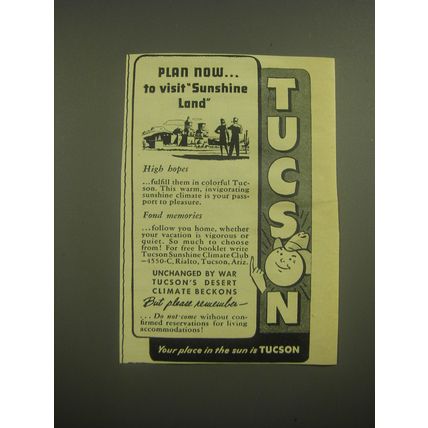 PLAN NOW...
to visit "Sunshine
Land"
High hopes
...fulfill them in colorful Tuc-
son. This warm, invigorating
sunshine climate is your pass-
port to pleasure.
Fond memories
...follow you home, whether
your vacation is vigorous or
quiet. So much to choose
from! For free booklet write
Tucson Sunshine Climate Club
—4550-C, Rialto, Tucson, Ariz.
UNCHANGED BY WAR
TUCSON'S DESERT
CLIMATE BECKONS
But please remember—
...Do not come without con-
firmed reservations for living
accommodations!
TUCSON
Your place in the sun is TUCSON